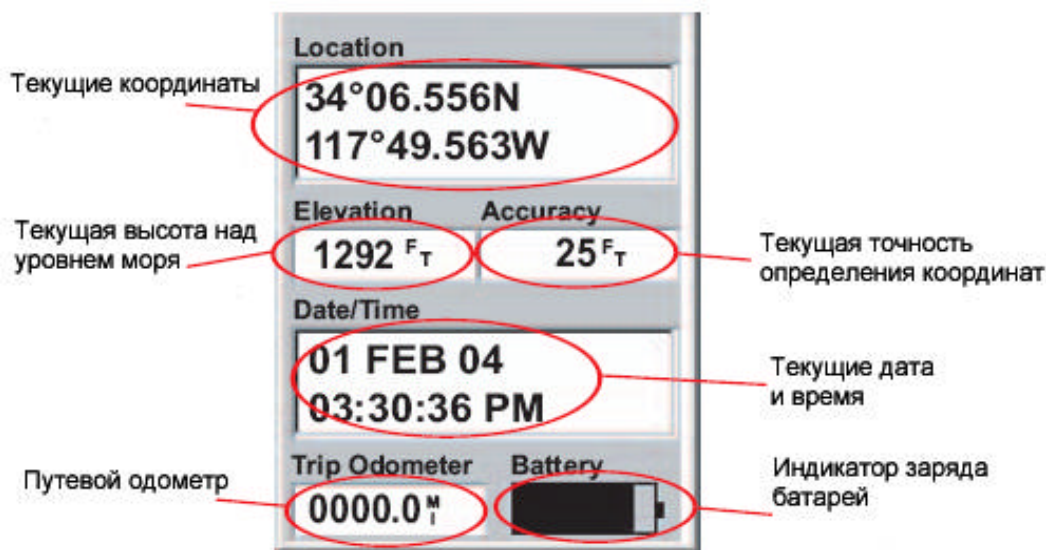 Location
Текущие координаты
34°06.556N
117°49.563W
Elevation Accuracy
Текущая высота над
уровнем моря
1292 FT
25 FT
Текущая точность
определения координат
Date/Time
01 FEB 04
03:30:36 PM
Текущие дата
и время
Trip Odometer Battery
Путевой одометр
0000.0 MI
Индикатор заряда
батарей